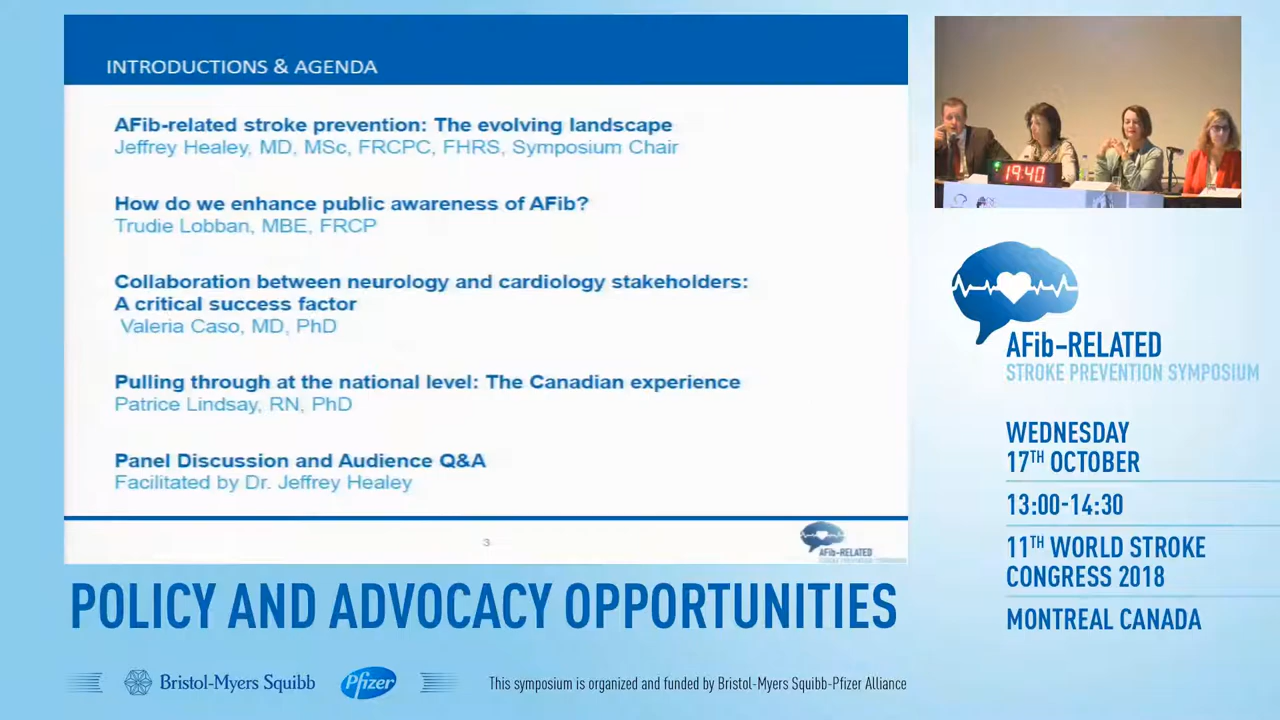 INTRODUCTIONS & AGENDA
AFib-related stroke prevention: The evolving landscape
Jeffrey Healey, MD, MSc, FRCPC, FHRS, Symposium Chair
How do we enhance public awareness of AFib?
Trudie Lobban, MBE, FRCP
Collaboration between neurology and cardiology stakeholders:
A critical success factor
Valeria Caso, MD, PhD
Pulling through at the national level: The Canadian experience
Patrice Lindsay, RN, PhD
Panel Discussion and Audience Q&A
Facilitated by Dr. Jeffrey Healey
3
AFib-RELATED
STROKE PREVENTION SYMPOSIUM
19:40
AFib-RELATED
STROKE PREVENTION SYMPOSIUM
WEDNESDAY
17TH OCTOBER
13:00-14:30
11TH WORLD STROKE
CONGRESS 2018
MONTREAL CANADA
POLICY AND ADVOCACY OPPORTUNITIES
Bristol-Myers Squibb
Pfizer
This symposium is organized and funded by Bristol-Myers Squibb-Pfizer Alliance